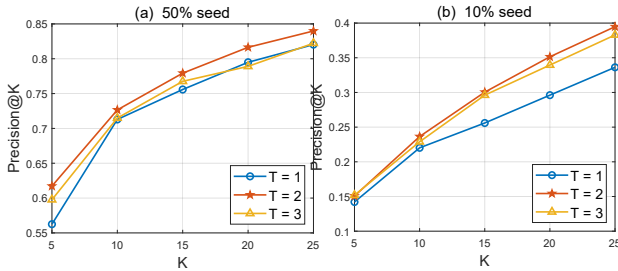 (a) 50% seed
0.85
0.8
0.75
0.7
0.65
0.6
0.55
5 10 15 20 25
K
Precision@K
T = 1
T = 2
T = 3
(b) 10% seed
0.4
0.35
0.3
0.25
0.2
0.15
0.1
5 10 15 20 25
K
Precision@K
T = 1
T = 2
T = 3